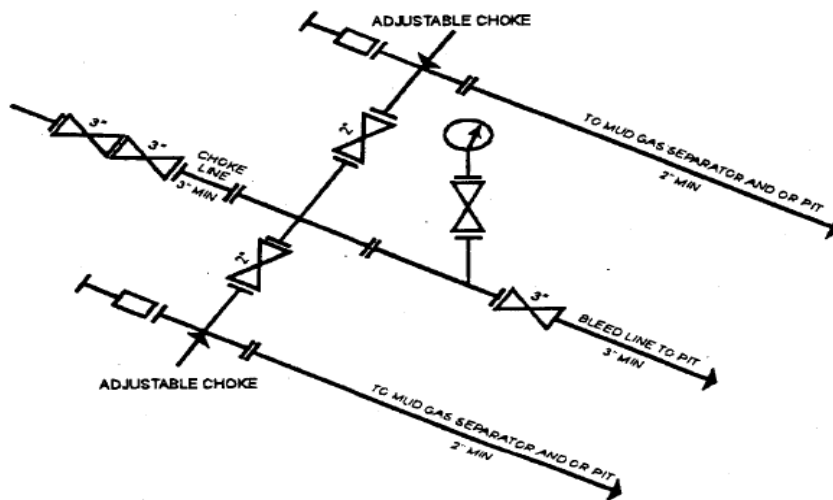 ADJUSTABLE CHOKE
3"
3"
CHOKE
LINE
3" MIN
2"
TO MUD GAS SEPARATOR AND OR PIT
2" MIN
2"
3"
BLEED LINE TO PIT
3" MIN
ADJUSTABLE CHOKE
TO MUD GAS SEPARATOR AND OR PIT
2" MIN